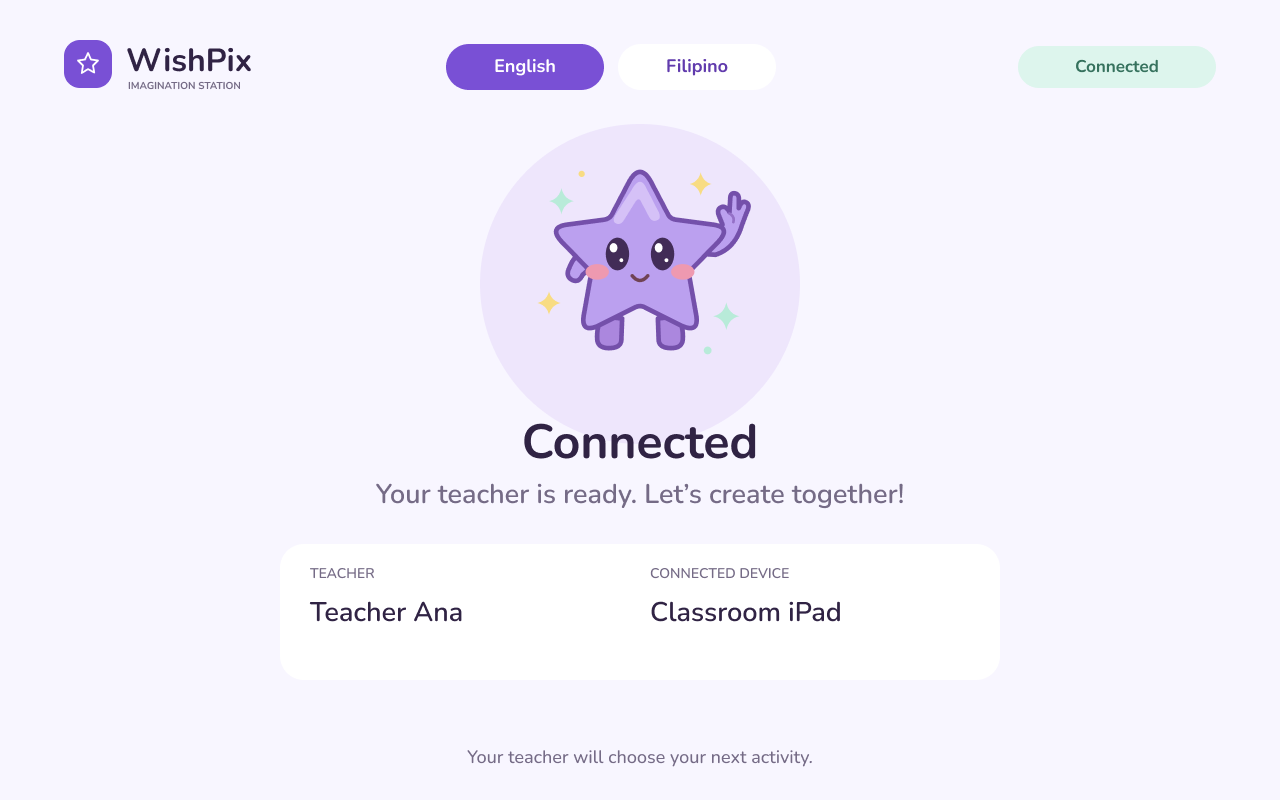 WishPix
IMAGINATION STATION
English
Filipino
Connected
Connected
Your teacher is ready. Let’s create together!
TEACHER
CONNECTED DEVICE
Teacher Ana
Classroom iPad
Your teacher will choose your next activity.